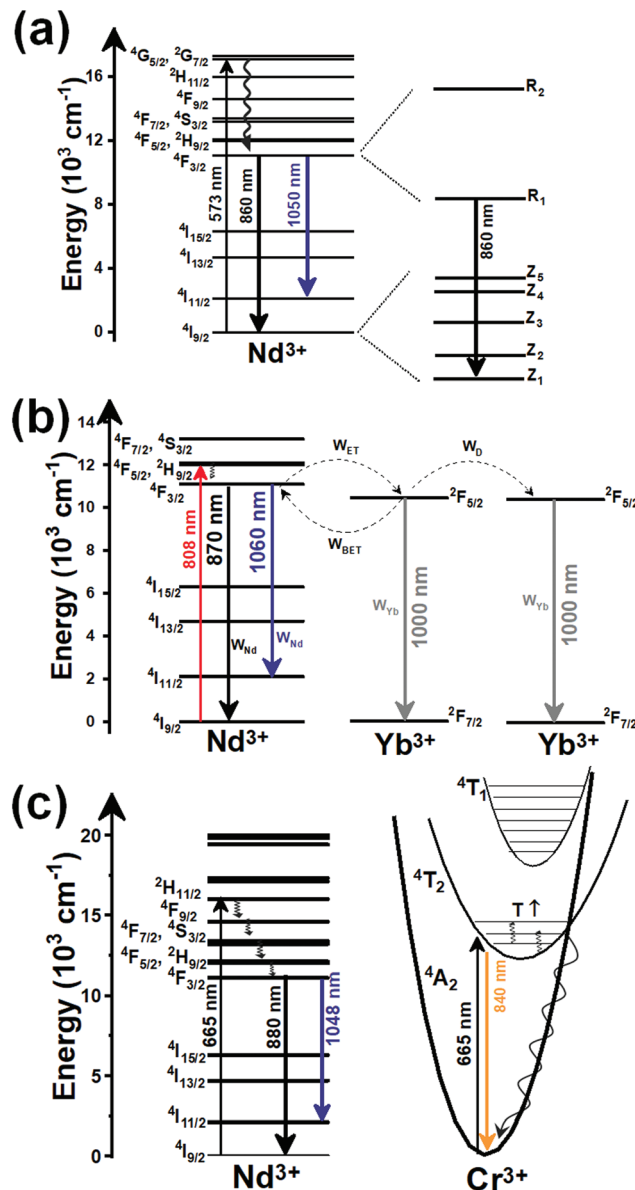 (a)
Energy (10³ cm⁻¹)
16
12
8
4
0
⁴G₅/₂, ²G₇/₂
²H₁₁/₂
⁴F₉/₂
⁴F₇/₂, ⁴S₃/₂
⁴F₅/₂, ²H₉/₂
⁴F₃/₂
⁴I₁₅/₂
⁴I₁₃/₂
⁴I₁₁/₂
⁴I₉/₂
573 nm
860 nm
1050 nm
Nd³⁺
R₂
R₁
860 nm
Z₅
Z₄
Z₃
Z₂
Z₁
(b)
Energy (10³ cm⁻¹)
14
12
10
8
6
4
2
0
⁴F₇/₂, ⁴S₃/₂
⁴F₅/₂, ²H₉/₂
⁴F₃/₂
⁴I₁₅/₂
⁴I₁₃/₂
⁴I₁₁/₂
⁴I₉/₂
808 nm
870 nm
1060 nm
W_Nd
W_Nd
Nd³⁺
W_ET
W_BET
W_D
²F₅/₂
W_Yb
1000 nm
²F₇/₂
Yb³⁺
²F₅/₂
W_Yb
1000 nm
²F₇/₂
Yb³⁺
(c)
Energy (10³ cm⁻¹)
20
15
10
5
0
²H₁₁/₂
⁴F₉/₂
⁴F₇/₂, ⁴S₃/₂
⁴F₅/₂, ²H₉/₂
⁴F₃/₂
⁴I₁₅/₂
⁴I₁₃/₂
⁴I₁₁/₂
⁴I₉/₂
665 nm
880 nm
1048 nm
Nd³⁺
⁴T₁
⁴T₂
T ↑
⁴A₂
665 nm
840 nm
Cr³⁺